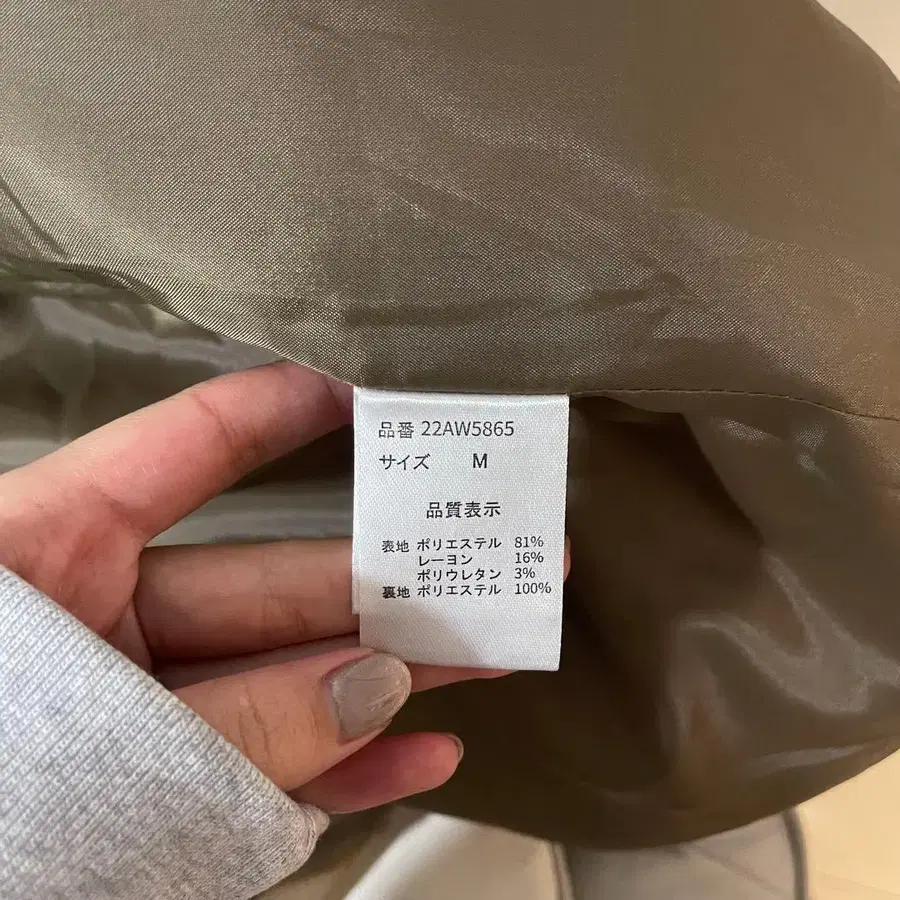 品番 22AW5865
サイズ M
品質表示
表地 ポリエステル 81%
レーヨン 16%
ポリウレタン 3%
裏地 ポリエステル 100%